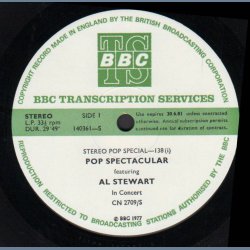 COPYRIGHT RECORD MADE IN ENGLAND BY THE BRITISH BROADCASTING CORPORATION
TS
BBC
BBC TRANSCRIPTION SERVICES
STEREO SIDE 1
L.P. 33⅓ rpm 140361—S
DUR. 29'49"
Use expires 30.6.81 unless renewed
otherwise. Annual subscribers permits
continued use for duration of contract.
STEREO POP SPECIAL—138 (i)
POP SPECTACULAR
featuring
AL STEWART
In Concert
CN 2709/S
© BBC 1977
REPRODUCTION RESTRICTED TO BROADCASTING STATIONS AUTHORISED BY THE BBC